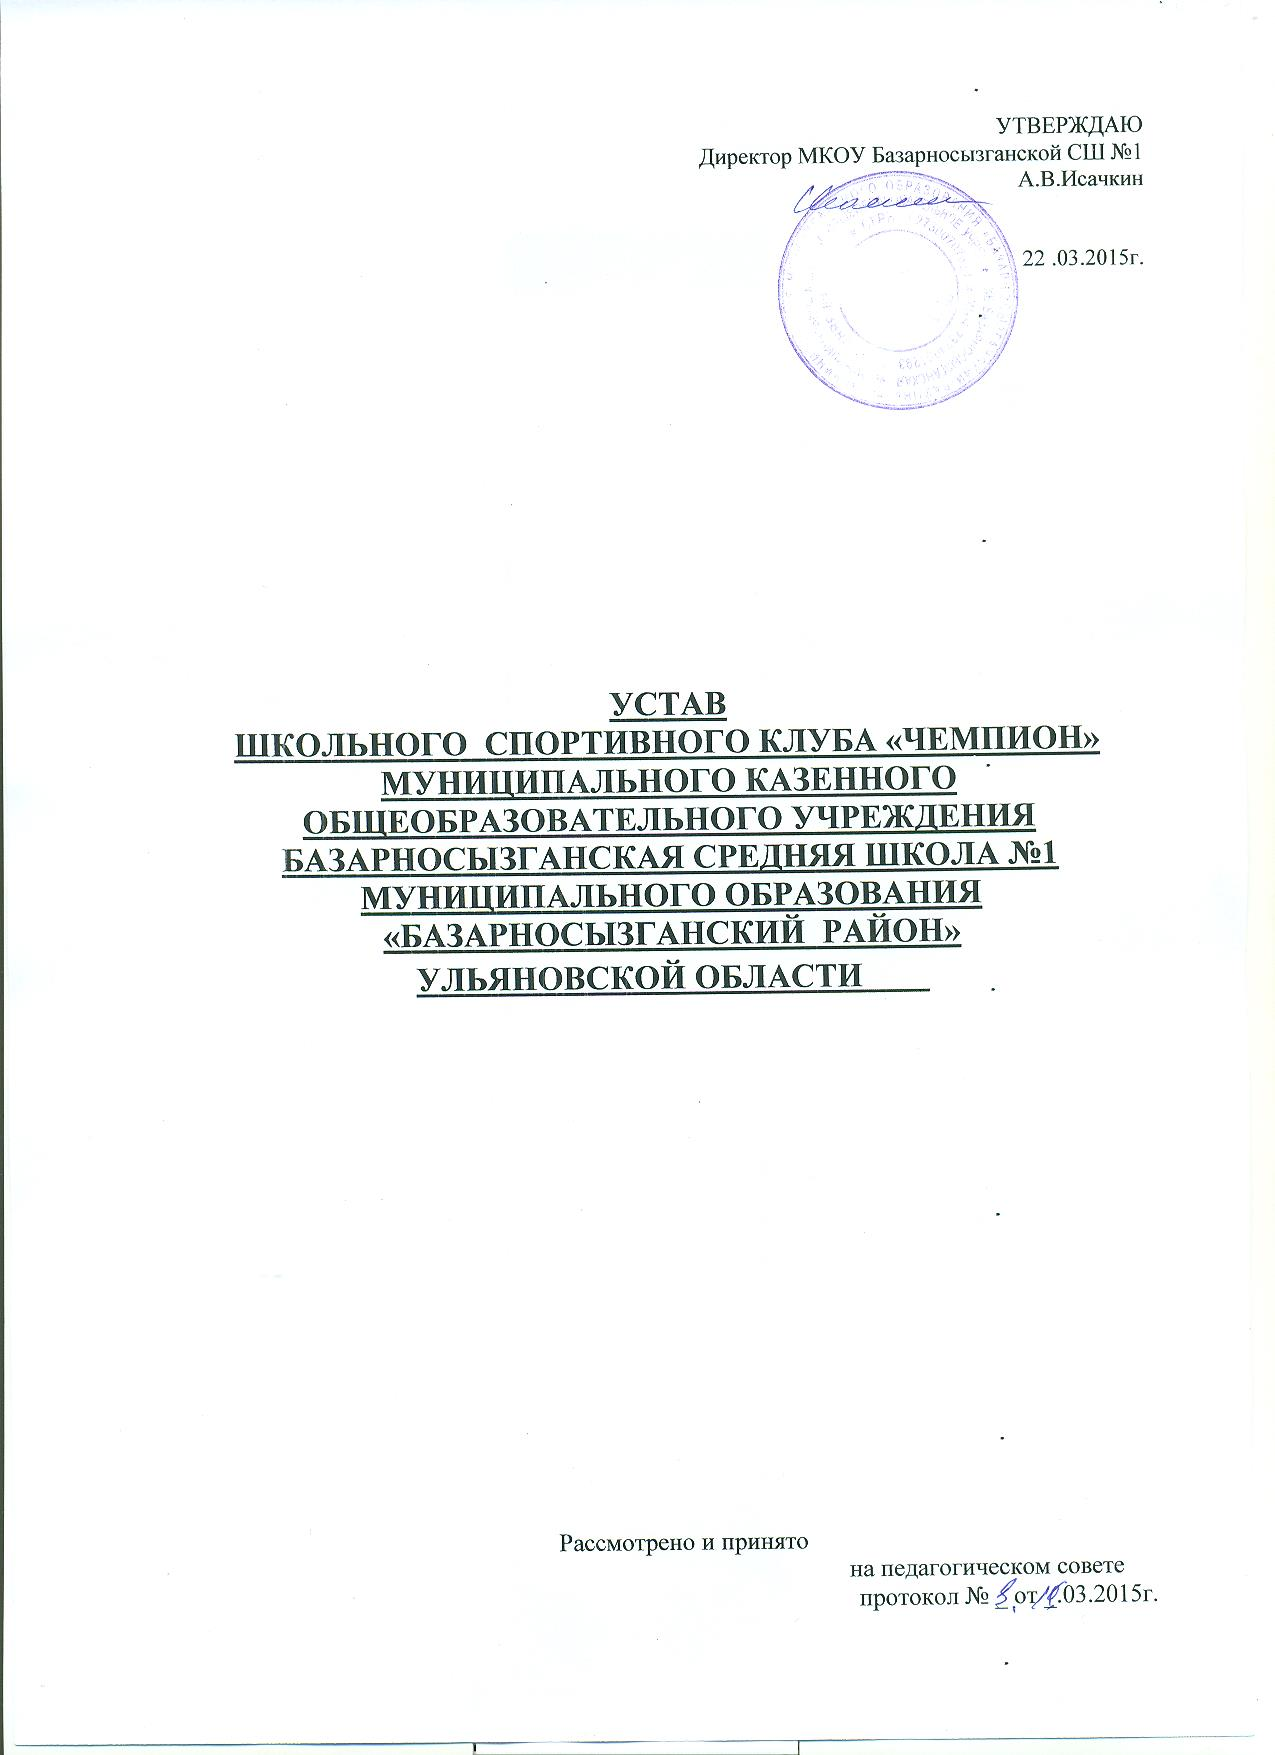 УТВЕРЖДАЮ
Директор МКОУ Базарносызганской СШ №1
А.В.Исачкин
22 .03.2015г.
УСТАВ
ШКОЛЬНОГО СПОРТИВНОГО КЛУБА «ЧЕМПИОН»
МУНИЦИПАЛЬНОГО КАЗЕННОГО
ОБЩЕОБРАЗОВАТЕЛЬНОГО УЧРЕЖДЕНИЯ
БАЗАРНОСЫЗГАНСКАЯ СРЕДНЯЯ ШКОЛА №1
МУНИЦИПАЛЬНОГО ОБРАЗОВАНИЯ
«БАЗАРНОСЫЗГАНСКИЙ РАЙОН»
УЛЬЯНОВСКОЙ ОБЛАСТИ
Рассмотрено и принято
на педагогическом совете
протокол № от .03.2015г.